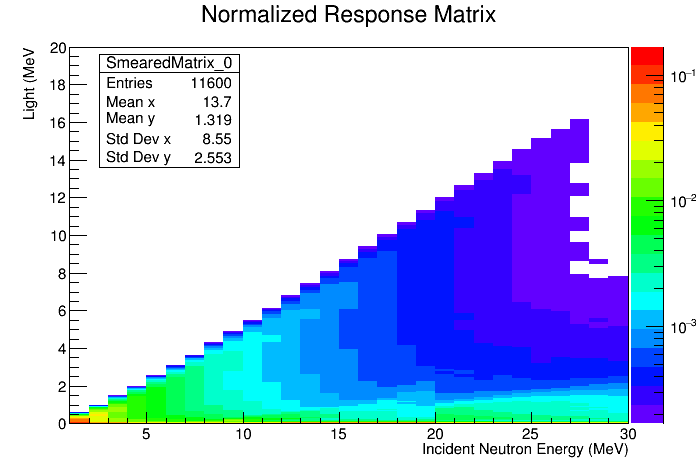 Normalized Response Matrix
Light (MeV
20
18
16
14
12
10
8
6
4
2
0
SmearedMatrix_0
Entries 11600
Mean x 13.7
Mean y 1.319
Std Dev x 8.55
Std Dev y 2.553
10⁻¹
10⁻²
10⁻³
5 10 15 20 25 30
Incident Neutron Energy (MeV)